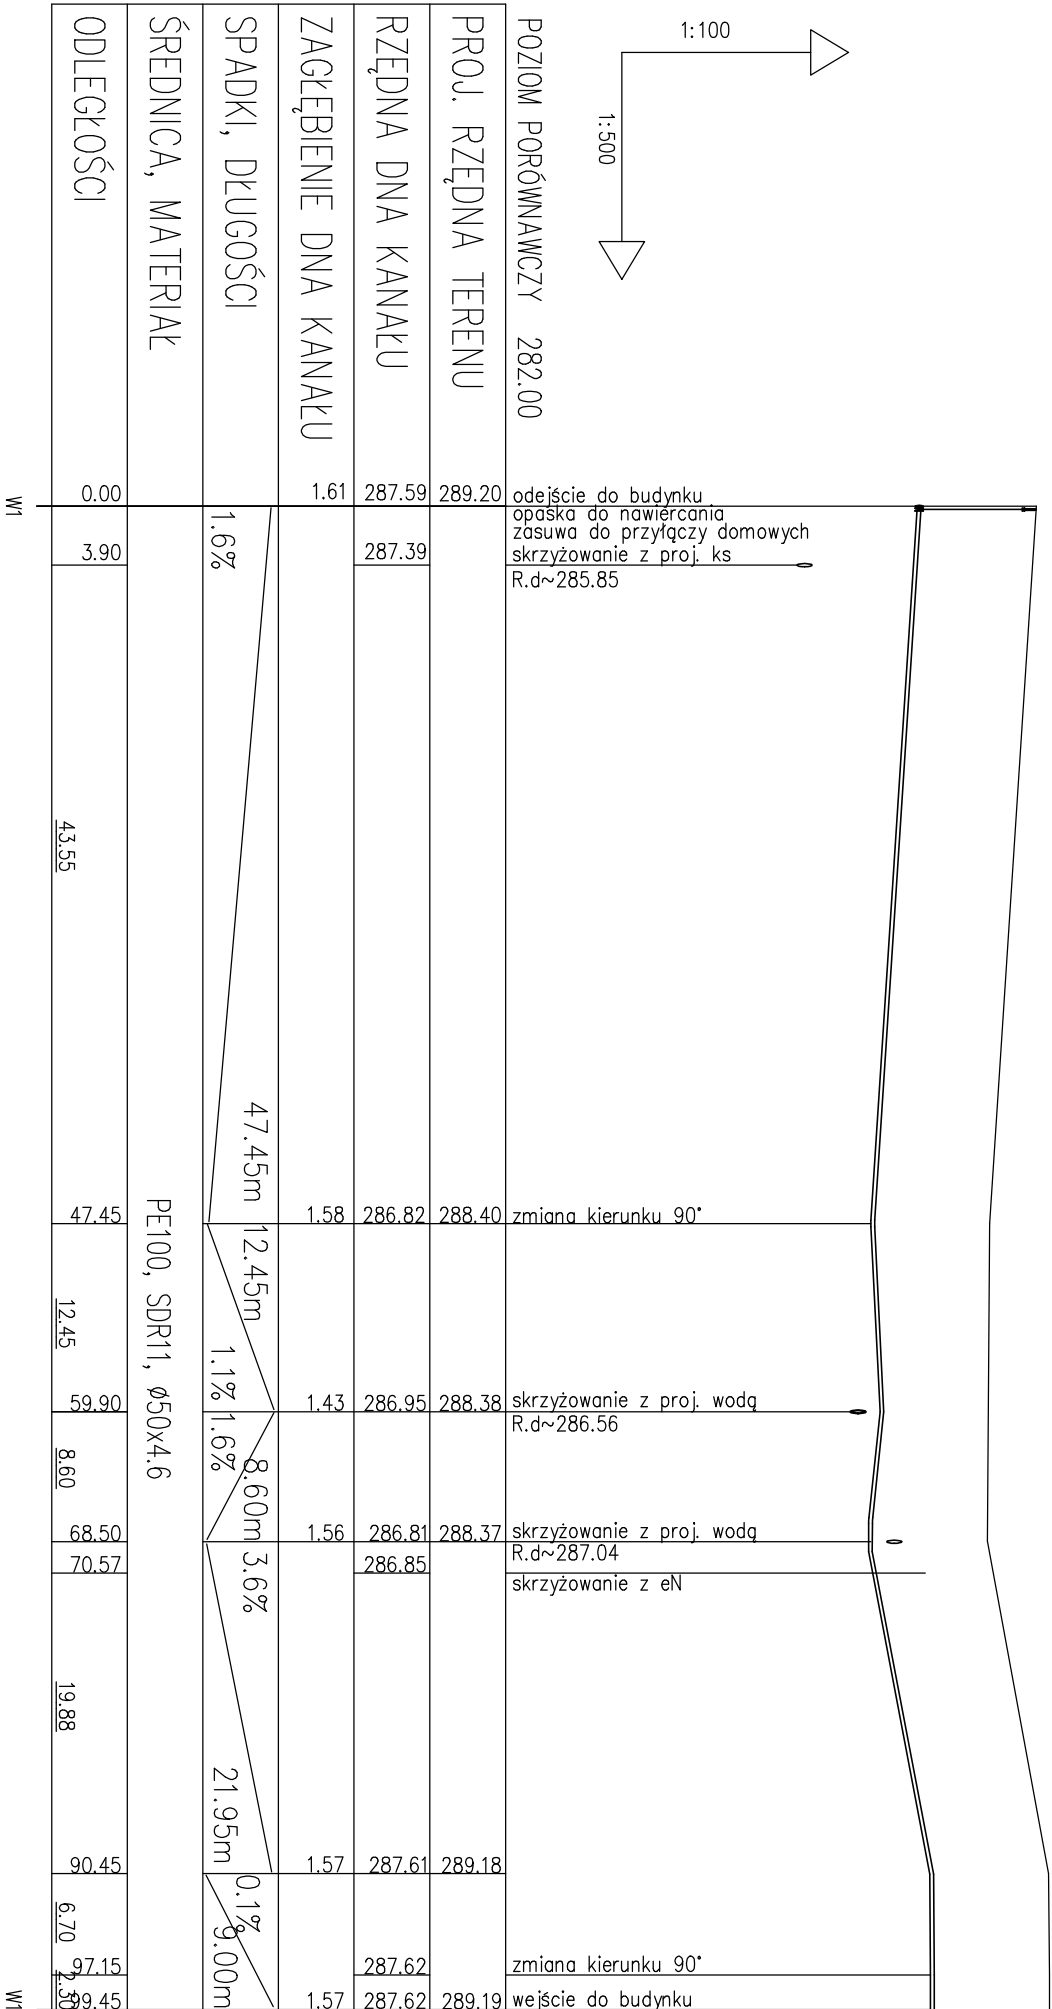 1:100
1:500
POZIOM PORÓWNAWCZY 282.00
odejście do budynku
opaska do nawiercania
zasuwa do przyłączy domowych
skrzyżowanie z proj. ks
R.d~285.85
zmiana kierunku 90°
skrzyżowanie z proj. wodą
R.d~286.56
skrzyżowanie z proj. wodą
R.d~287.04
skrzyżowanie z eN
zmiana kierunku 90°
wejście do budynku
PROJ. RZĘDNA TERENU
289.20
288.40
288.38
288.37
289.18
289.19
RZĘDNA DNA KANAŁU
287.59
287.39
286.82
286.95
286.81
286.85
287.61
287.62
287.62
ZAGŁĘBIENIE DNA KANAŁU
1.61
1.58
1.43
1.56
1.57
1.57
SPADKI, DŁUGOŚCI
1.6%
47.45m
12.45m
1.1%
1.6%
8.60m
3.6%
21.95m
0.1%
9.00m
ŚREDNICA, MATERIAŁ
PE100, SDR11, ø50x4.6
ODLEGŁOŚCI
0.00
3.90
47.45
59.90
68.50
70.57
90.45
97.15
99.45
43.55
12.45
8.60
19.88
6.70
2.30
W1
W1